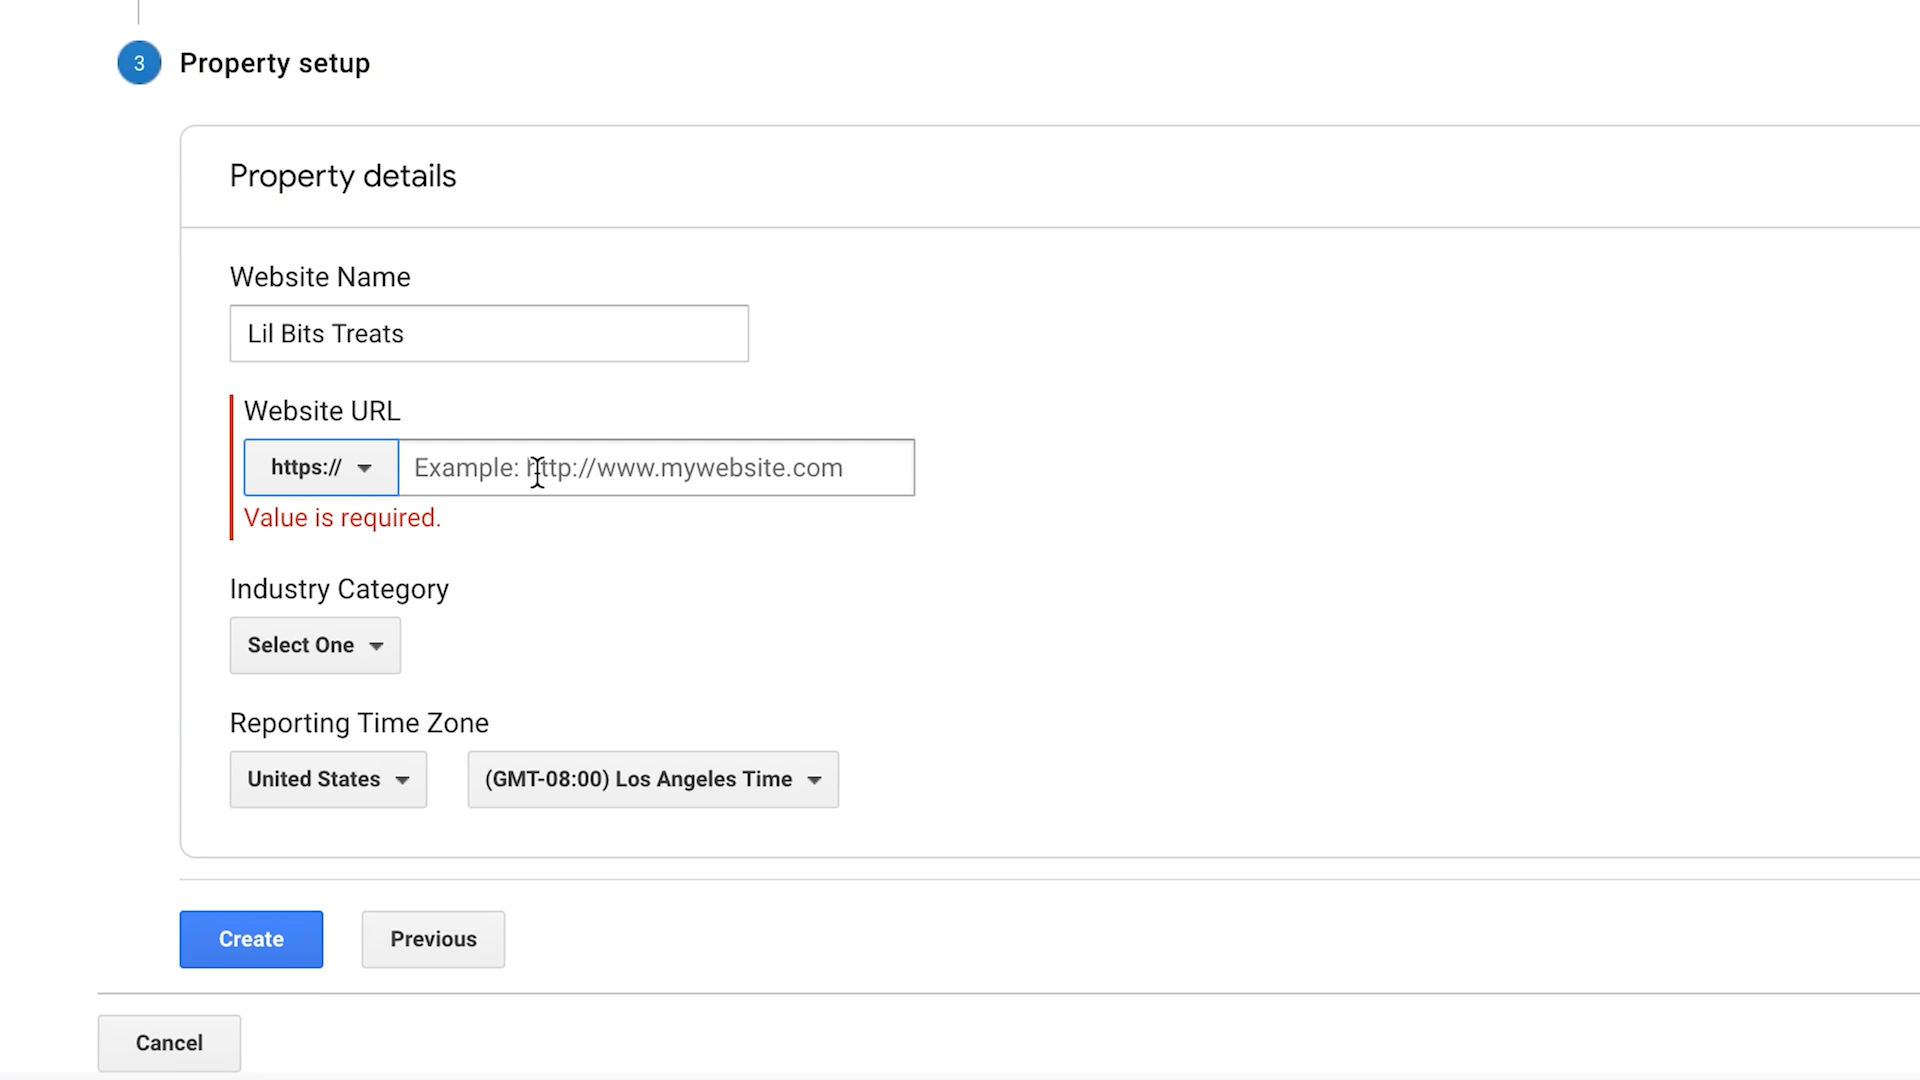 3 Property setup
Property details
Website Name
Lil Bits Treats
Website URL
https:// Example: http://www.mywebsite.com
Value is required.
Industry Category
Select One
Reporting Time Zone
United States (GMT-08:00) Los Angeles Time
Create Previous
Cancel